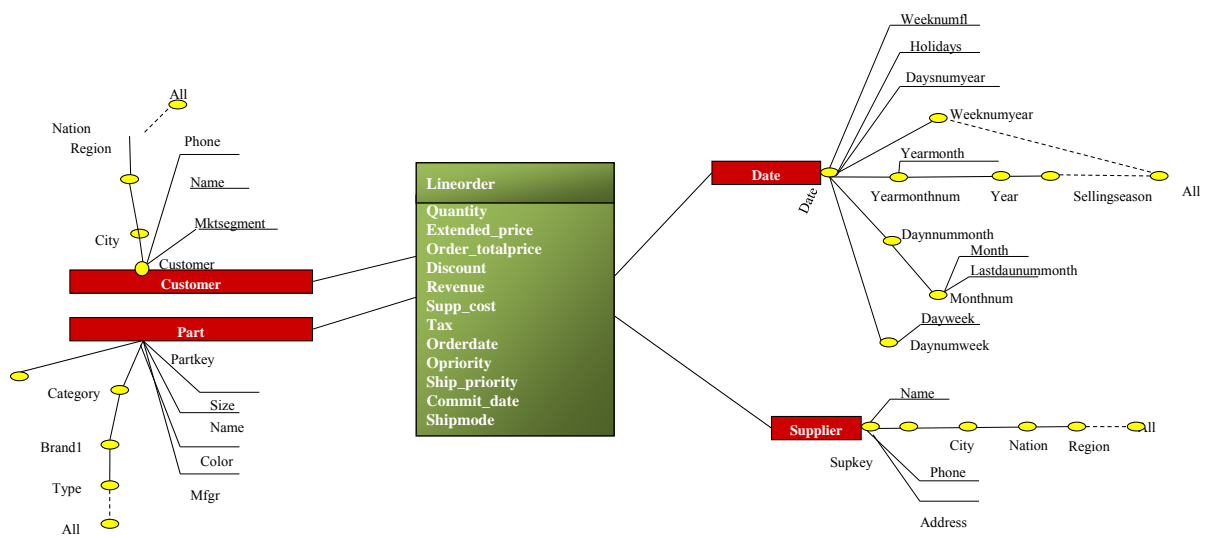 All
Nation
Region
Phone
Name
Mktsegment
City
Customer
Customer
Part
Partkey
Category
Size
Name
Brand1
Color
Type
Mfgr
All
Lineorder
Quantity
Extended_price
Order_totalprice
Discount
Revenue
Supp_cost
Tax
Orderdate
Opriority
Ship_priority
Commit_date
Shipmode
Weeknumfl
Holidays
Daysnumyear
Weeknumyear
Date
Date
Yearmonth
Yearmonthnum
Year
Sellingseason
All
Daynnummonth
Month
Lastdaunummonth
Monthnum
Dayweek
Daynumweek
Name
Supplier
City
Nation
Region
All
Supkey
Phone
Address